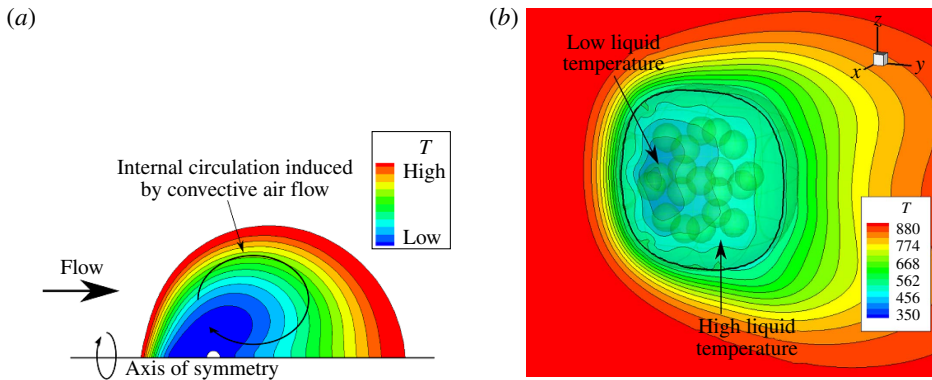 (a)
T
High
Low
Internal circulation induced
by convective air flow
Flow
Axis of symmetry
(b)
Low liquid
temperature
z
x
y
T
880
774
668
562
456
350
High liquid
temperature